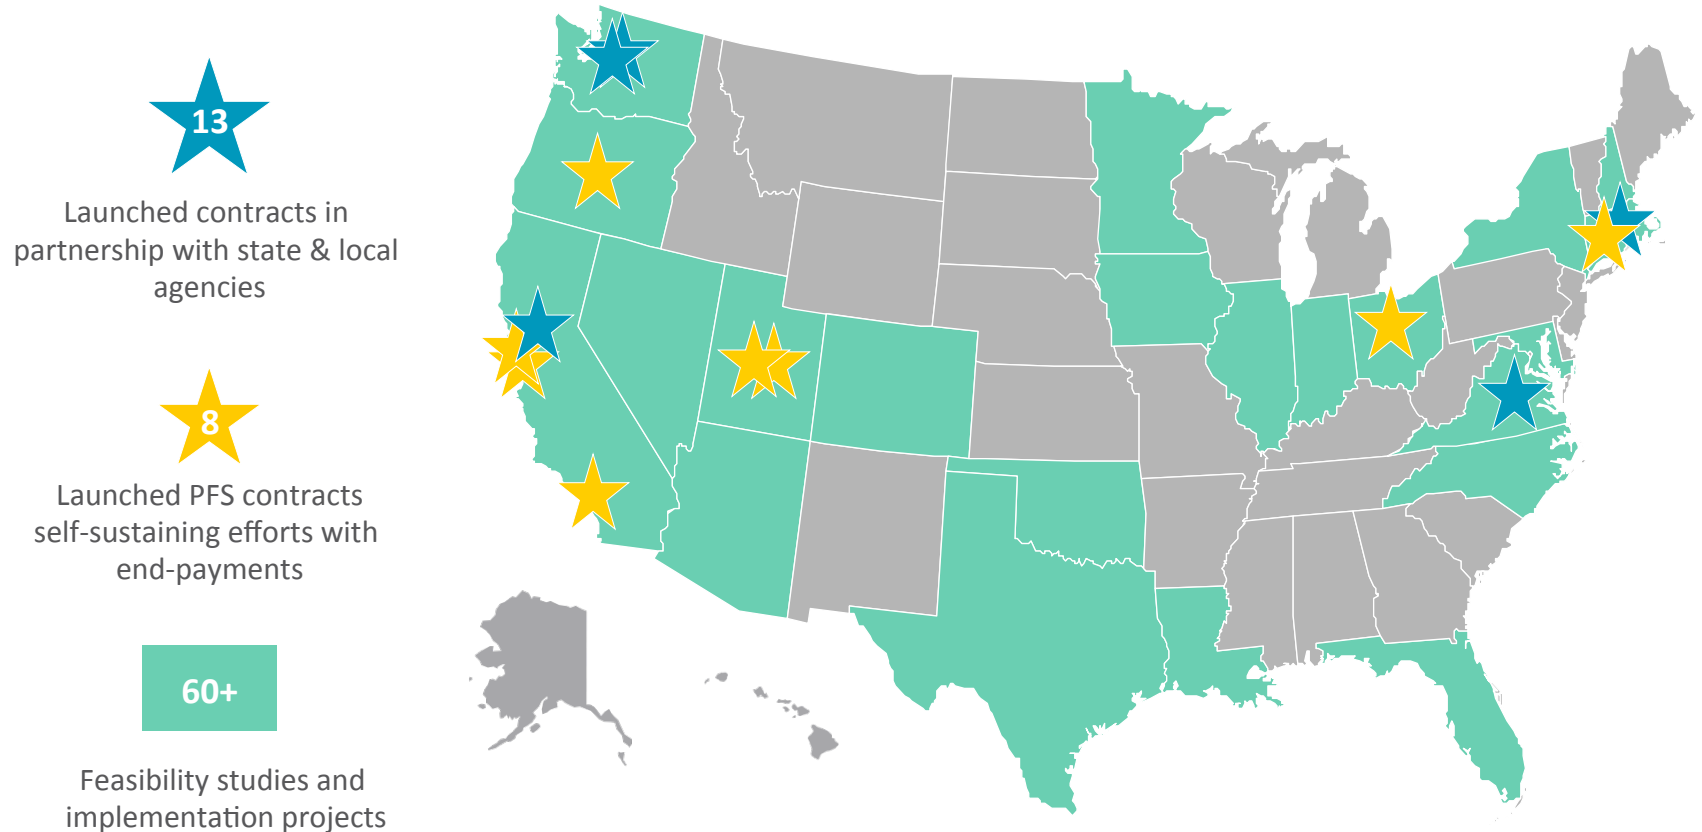 13
Launched contracts in
partnership with state & local
agencies
8
Launched PFS contracts
self-sustaining efforts with
end-payments
60+
Feasibility studies and
implementation projects